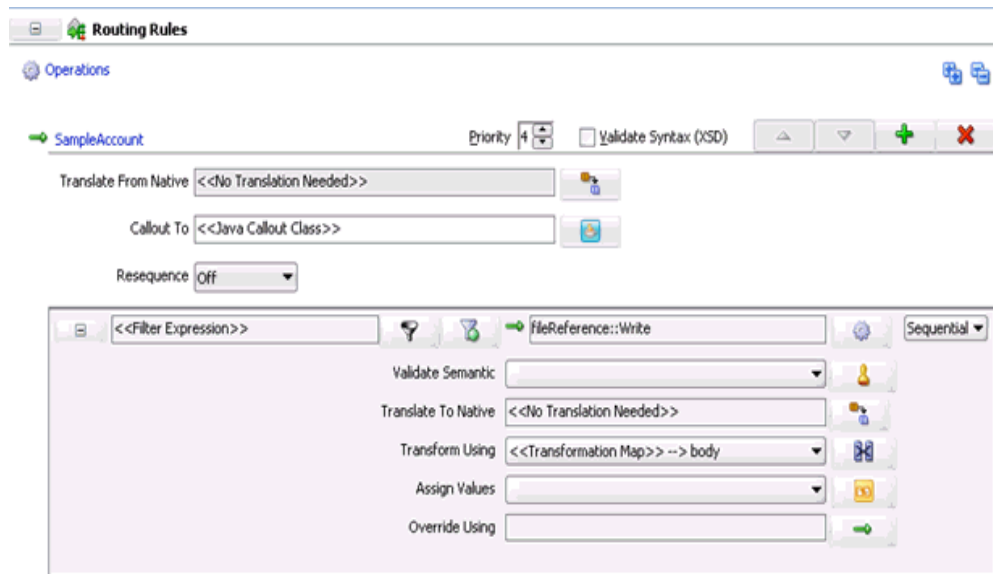 Routing Rules
Operations
SampleAccount Priority 4 Validate Syntax (XSD)
Translate From Native <<No Translation Needed>>
Callout To <<Java Callout Class>>
Resequence Off
<<Filter Expression>> fileReference::Write Sequential
Validate Semantic
Translate To Native <<No Translation Needed>>
Transform Using <<Transformation Map>> --> body
Assign Values
Override Using